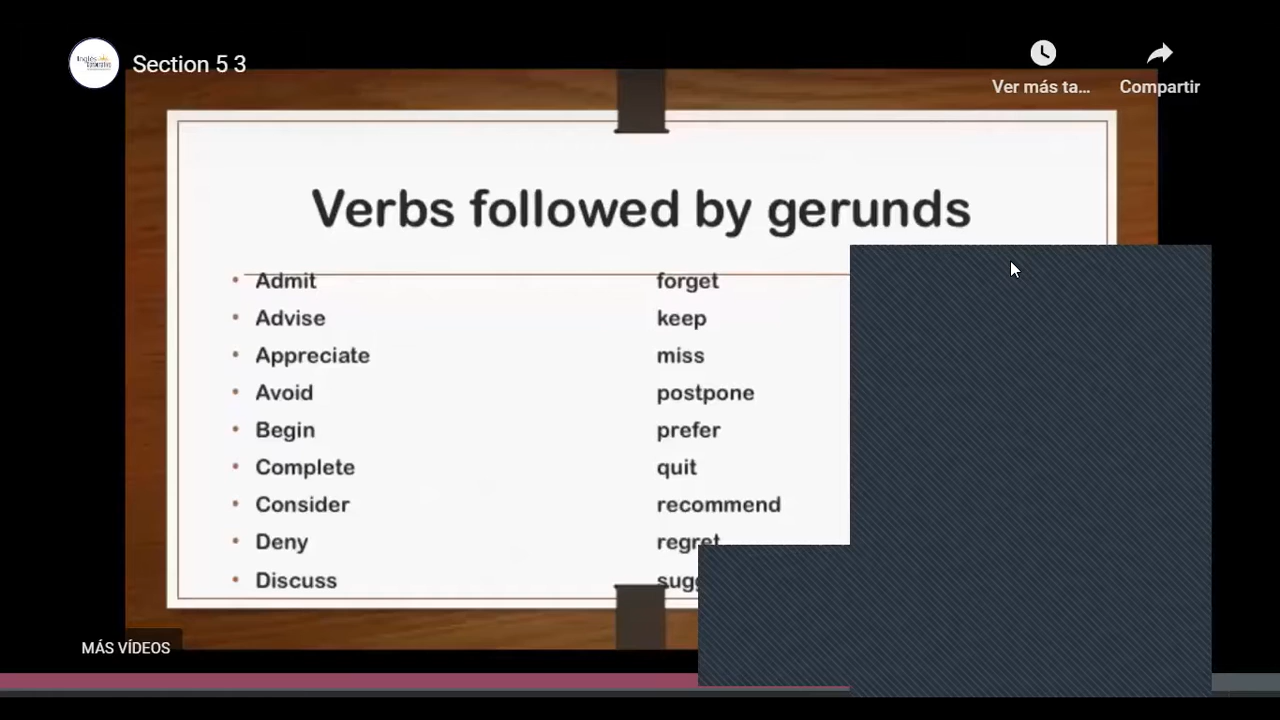 Section 5 3
Ver más ta...
Compartir
Verbs followed by gerunds
• Admit
• Advise
• Appreciate
• Avoid
• Begin
• Complete
• Consider
• Deny
• Discuss
forget
keep
miss
postpone
prefer
quit
recommend
regret
MÁS VÍDEOS